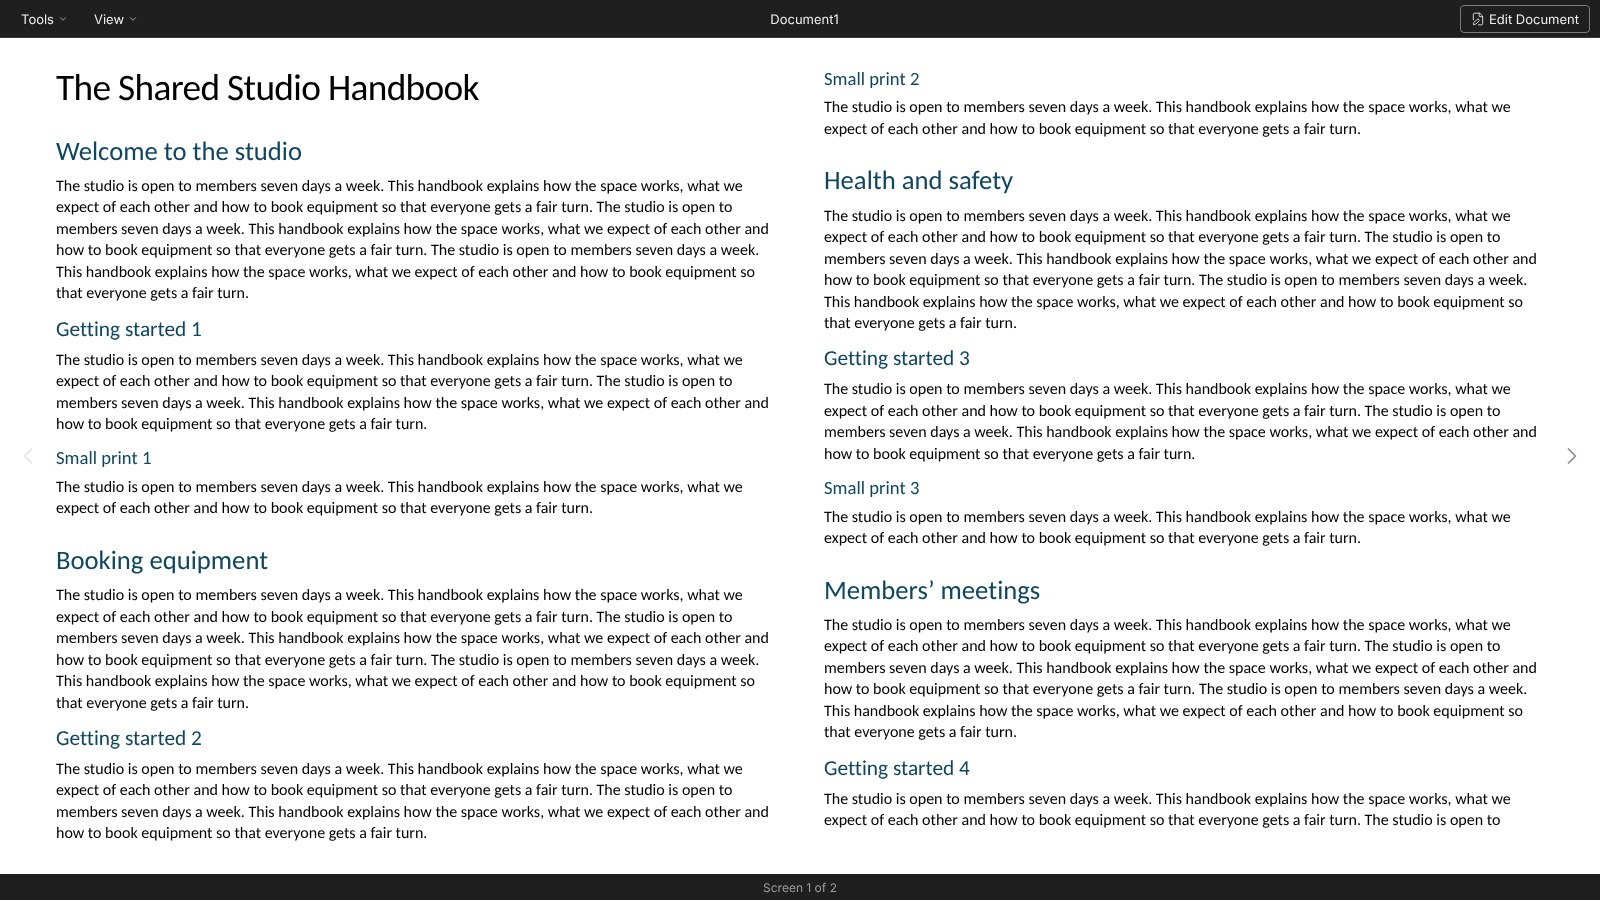 Tools
View
Document1
Edit Document
The Shared Studio Handbook
Welcome to the studio
The studio is open to members seven days a week. This handbook explains how the space works, what we
expect of each other and how to book equipment so that everyone gets a fair turn. The studio is open to
members seven days a week. This handbook explains how the space works, what we expect of each other and
how to book equipment so that everyone gets a fair turn. The studio is open to members seven days a week.
This handbook explains how the space works, what we expect of each other and how to book equipment so
that everyone gets a fair turn.
Getting started 1
The studio is open to members seven days a week. This handbook explains how the space works, what we
expect of each other and how to book equipment so that everyone gets a fair turn. The studio is open to
members seven days a week. This handbook explains how the space works, what we expect of each other and
how to book equipment so that everyone gets a fair turn.
Small print 1
The studio is open to members seven days a week. This handbook explains how the space works, what we
expect of each other and how to book equipment so that everyone gets a fair turn.
Booking equipment
The studio is open to members seven days a week. This handbook explains how the space works, what we
expect of each other and how to book equipment so that everyone gets a fair turn. The studio is open to
members seven days a week. This handbook explains how the space works, what we expect of each other and
how to book equipment so that everyone gets a fair turn. The studio is open to members seven days a week.
This handbook explains how the space works, what we expect of each other and how to book equipment so
that everyone gets a fair turn.
Getting started 2
The studio is open to members seven days a week. This handbook explains how the space works, what we
expect of each other and how to book equipment so that everyone gets a fair turn. The studio is open to
members seven days a week. This handbook explains how the space works, what we expect of each other and
how to book equipment so that everyone gets a fair turn.
Small print 2
The studio is open to members seven days a week. This handbook explains how the space works, what we
expect of each other and how to book equipment so that everyone gets a fair turn.
Health and safety
The studio is open to members seven days a week. This handbook explains how the space works, what we
expect of each other and how to book equipment so that everyone gets a fair turn. The studio is open to
members seven days a week. This handbook explains how the space works, what we expect of each other and
how to book equipment so that everyone gets a fair turn. The studio is open to members seven days a week.
This handbook explains how the space works, what we expect of each other and how to book equipment so
that everyone gets a fair turn.
Getting started 3
The studio is open to members seven days a week. This handbook explains how the space works, what we
expect of each other and how to book equipment so that everyone gets a fair turn. The studio is open to
members seven days a week. This handbook explains how the space works, what we expect of each other and
how to book equipment so that everyone gets a fair turn.
Small print 3
The studio is open to members seven days a week. This handbook explains how the space works, what we
expect of each other and how to book equipment so that everyone gets a fair turn.
Members’ meetings
The studio is open to members seven days a week. This handbook explains how the space works, what we
expect of each other and how to book equipment so that everyone gets a fair turn. The studio is open to
members seven days a week. This handbook explains how the space works, what we expect of each other and
how to book equipment so that everyone gets a fair turn. The studio is open to members seven days a week.
This handbook explains how the space works, what we expect of each other and how to book equipment so
that everyone gets a fair turn.
Getting started 4
The studio is open to members seven days a week. This handbook explains how the space works, what we
expect of each other and how to book equipment so that everyone gets a fair turn. The studio is open to
Screen 1 of 2